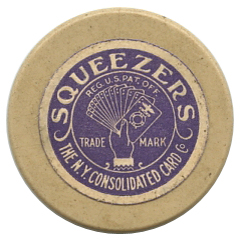 SQUEEZERS
REG. U.S. PAT. OFF.
TRADE MARK
THE N.Y. CONSOLIDATED CARD Co